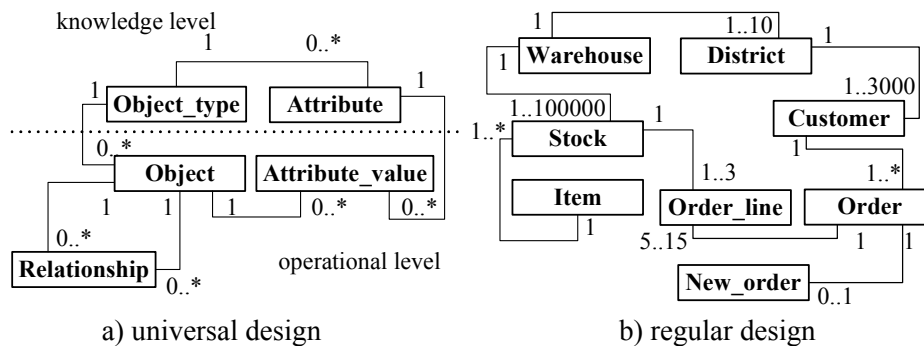 knowledge level
1
0..*
Object_type
Attribute
1
1
0..*
Object
Attribute_value
1
1
1
0..*
0..*
0..*
Relationship
0..*
operational level
a) universal design
1
1..10
1
Warehouse
District
1
1..3000
1..100000
Customer
1..*
Stock
1
1
1..3
1..*
Item
Order_line
Order
1
5..15
1
1
New_order
0..1
b) regular design